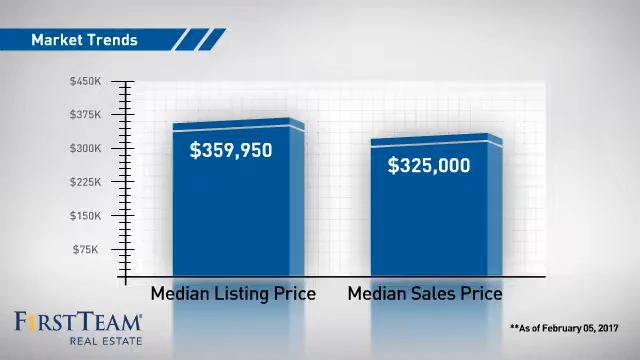 Market Trends
$450K
$375K
$300K
$225K
$150K
$75K
$359,950
$325,000
Median Listing Price
Median Sales Price
FIRSTTEAM®
REAL ESTATE
**As of February 05, 2017